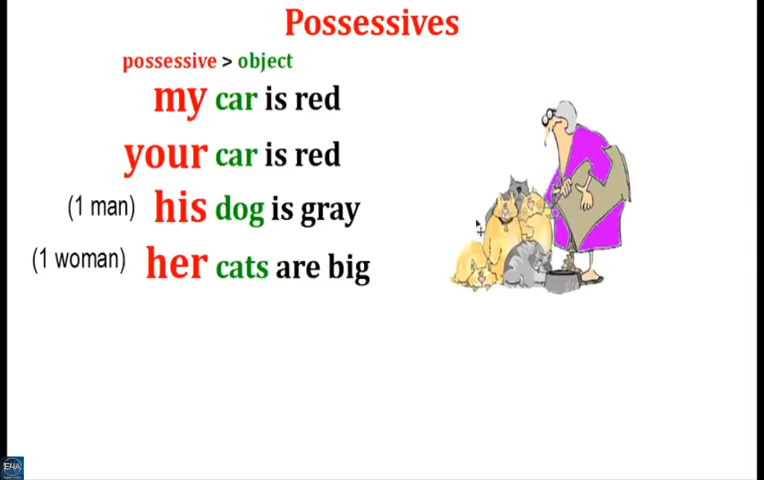 Possessives
possessive > object
my car is red
your car is red
(1 man) his dog is gray
(1 woman) her cats are big
E4A